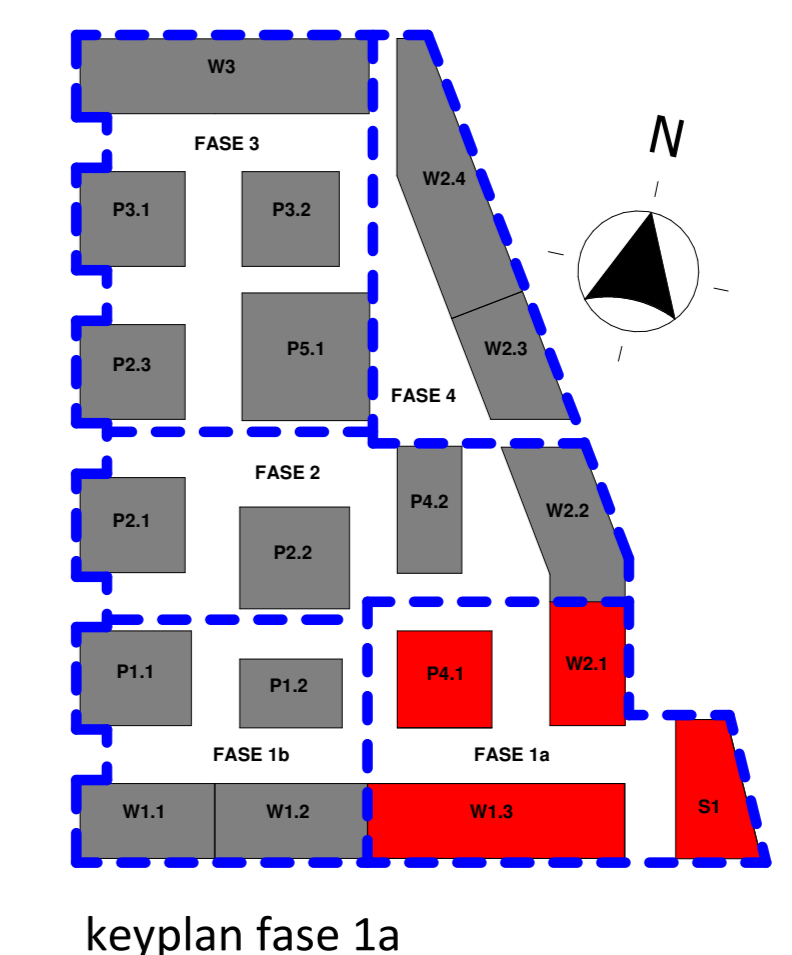 W3
N
FASE 3
W2.4
P3.1
P3.2
P5.1
W2.3
P2.3
FASE 4
FASE 2
P4.2
W2.2
P2.1
P2.2
P1.1
P1.2
P4.1
W2.1
FASE 1b
FASE 1a
W1.1
W1.2
W1.3
S1
keyplan fase 1a